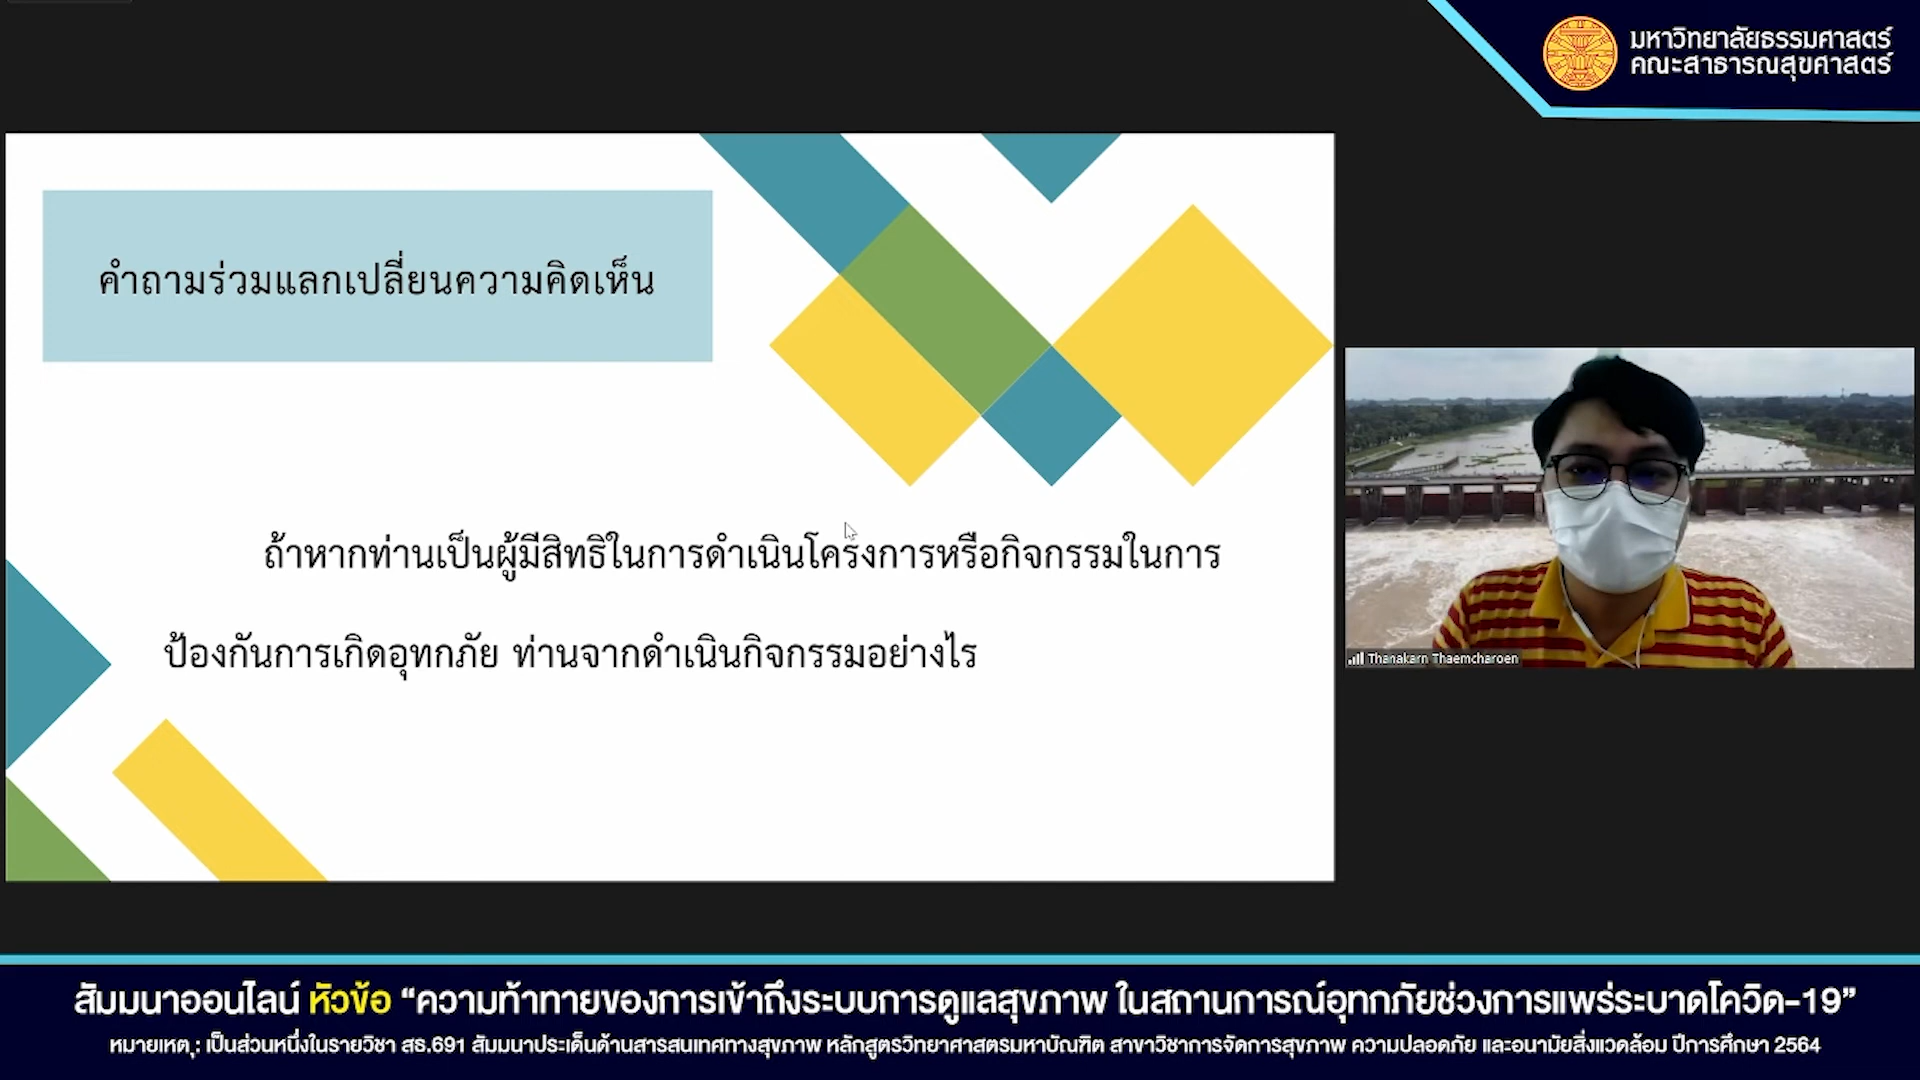 มหาวิทยาลัยธรรมศาสตร์
คณะสาธารณสุขศาสตร์
คำถามร่วมแลกเปลี่ยนความคิดเห็น
ถ้าหากท่านเป็นผู้มีสิทธิในการดำเนินโครงการหรือกิจกรรมในการ
ป้องกันการเกิดอุทกภัย ท่านจากดำเนินกิจกรรมอย่างไร
Thanakarn Thaemcharoen
สัมมนาออนไลน์ หัวข้อ “ความท้าทายของการเข้าถึงระบบการดูแลสุขภาพ ในสถานการณ์อุทกภัยช่วงการแพร่ระบาดโควิด-19”
หมายเหตุ: เป็นส่วนหนึ่งในรายวิชา สธ.691 สัมมนาประเด็นด้านสารสนเทศทางสุขภาพ หลักสูตรวิทยาศาสตรมหาบัณฑิต สาขาวิชาการจัดการสุขภาพ ความปลอดภัย และอนามัยสิ่งแวดล้อม ปีการศึกษา 2564